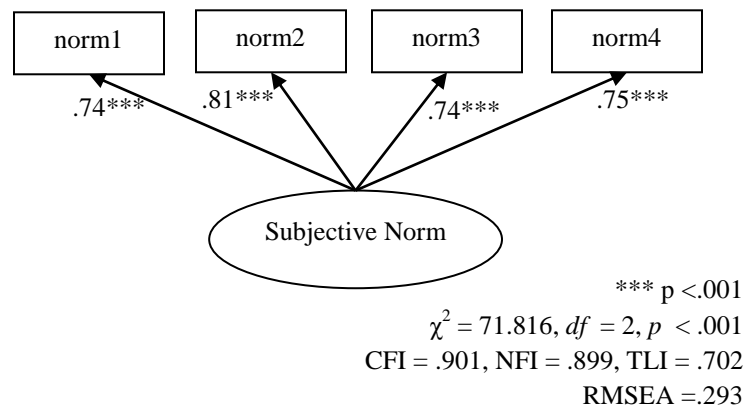 norm1 norm2 norm3 norm4
.74*** .81*** .74*** .75***
Subjective Norm
*** p <.001
χ² = 71.816, df = 2, p < .001
CFI = .901, NFI = .899, TLI = .702
RMSEA =.293